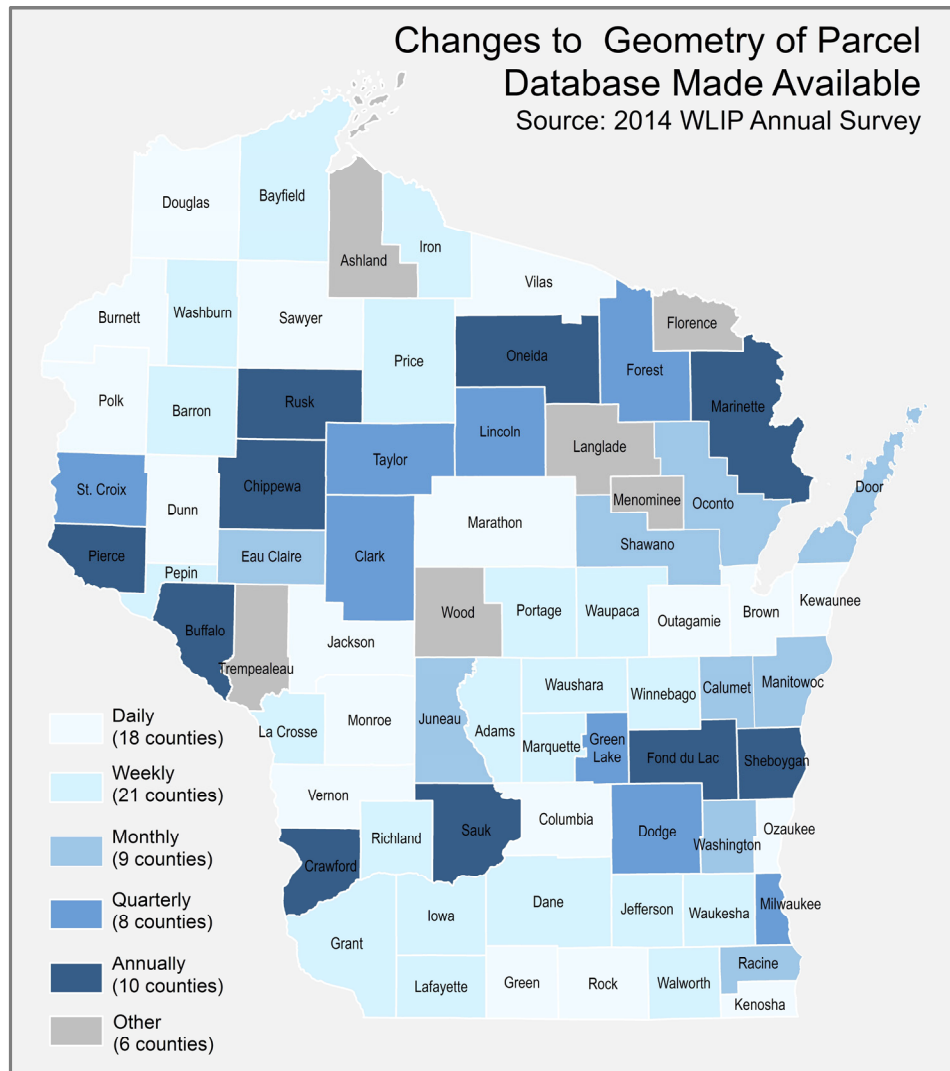 Changes to Geometry of Parcel
Database Made Available
Source: 2014 WLIP Annual Survey
Douglas
Bayfield
Ashland
Iron
Vilas
Burnett
Washburn
Sawyer
Price
Oneida
Forest
Florence
Marinette
Polk
Barron
Rusk
Lincoln
Langlade
Taylor
Chippewa
St. Croix
Dunn
Menominee
Oconto
Door
Marathon
Shawano
Pierce
Pepin
Eau Claire
Clark
Wood
Portage
Waupaca
Outagamie
Brown
Kewaunee
Buffalo
Trempealeau
Jackson
La Crosse
Monroe
Juneau
Adams
Waushara
Marquette
Green
Lake
Winnebago
Calumet
Manitowoc
Fond du Lac
Sheboygan
Vernon
Richland
Sauk
Columbia
Dodge
Washington
Ozaukee
Crawford
Grant
Iowa
Dane
Jefferson
Waukesha
Milwaukee
Lafayette
Green
Rock
Walworth
Racine
Kenosha
Daily
(18 counties)
Weekly
(21 counties)
Monthly
(9 counties)
Quarterly
(8 counties)
Annually
(10 counties)
Other
(6 counties)